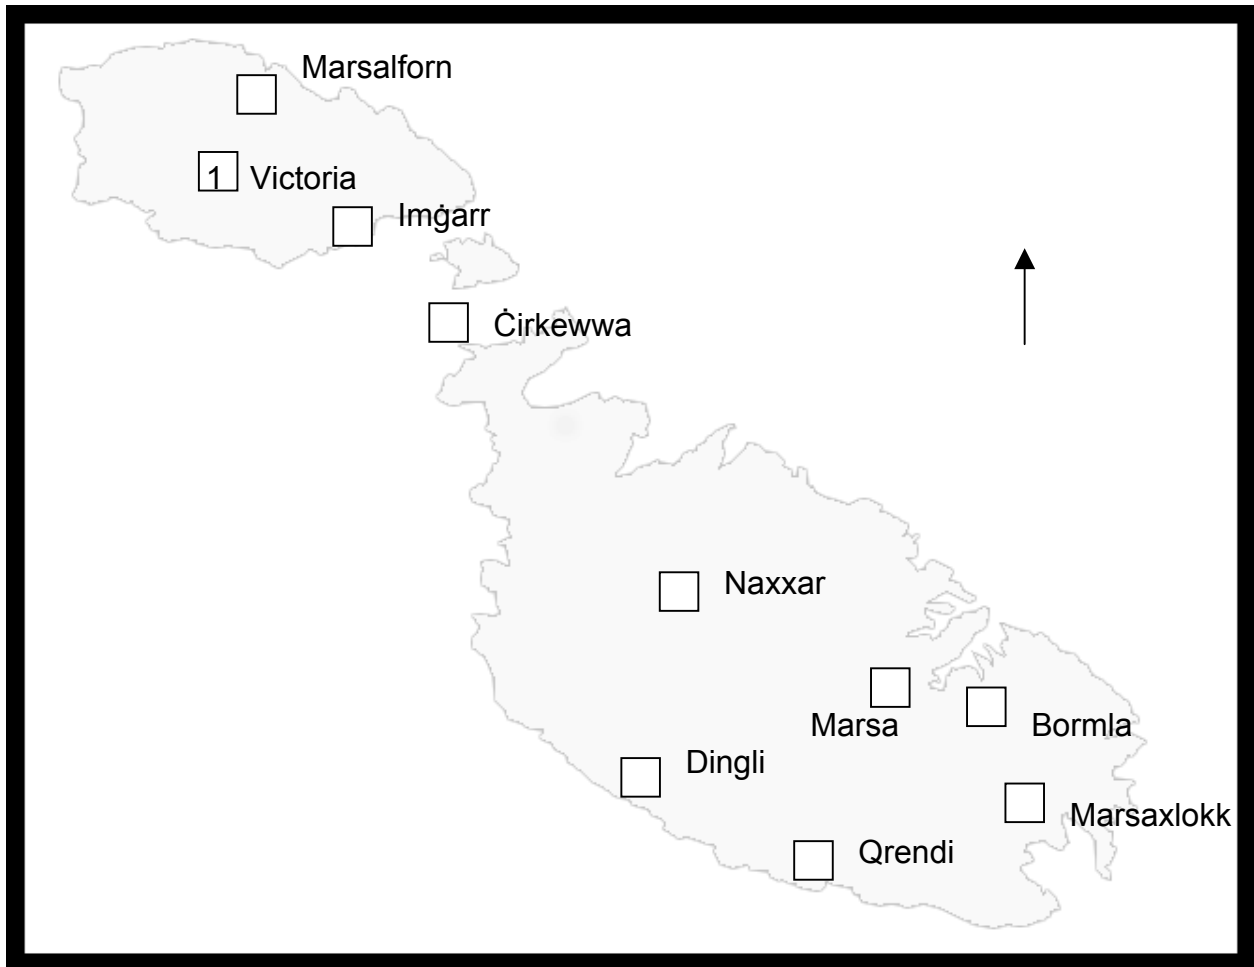 Marsalforn
1 Victoria
Imġarr
Ċirkewwa
Naxxar
Marsa
Bormla
Dingli
Marsaxlokk
Qrendi